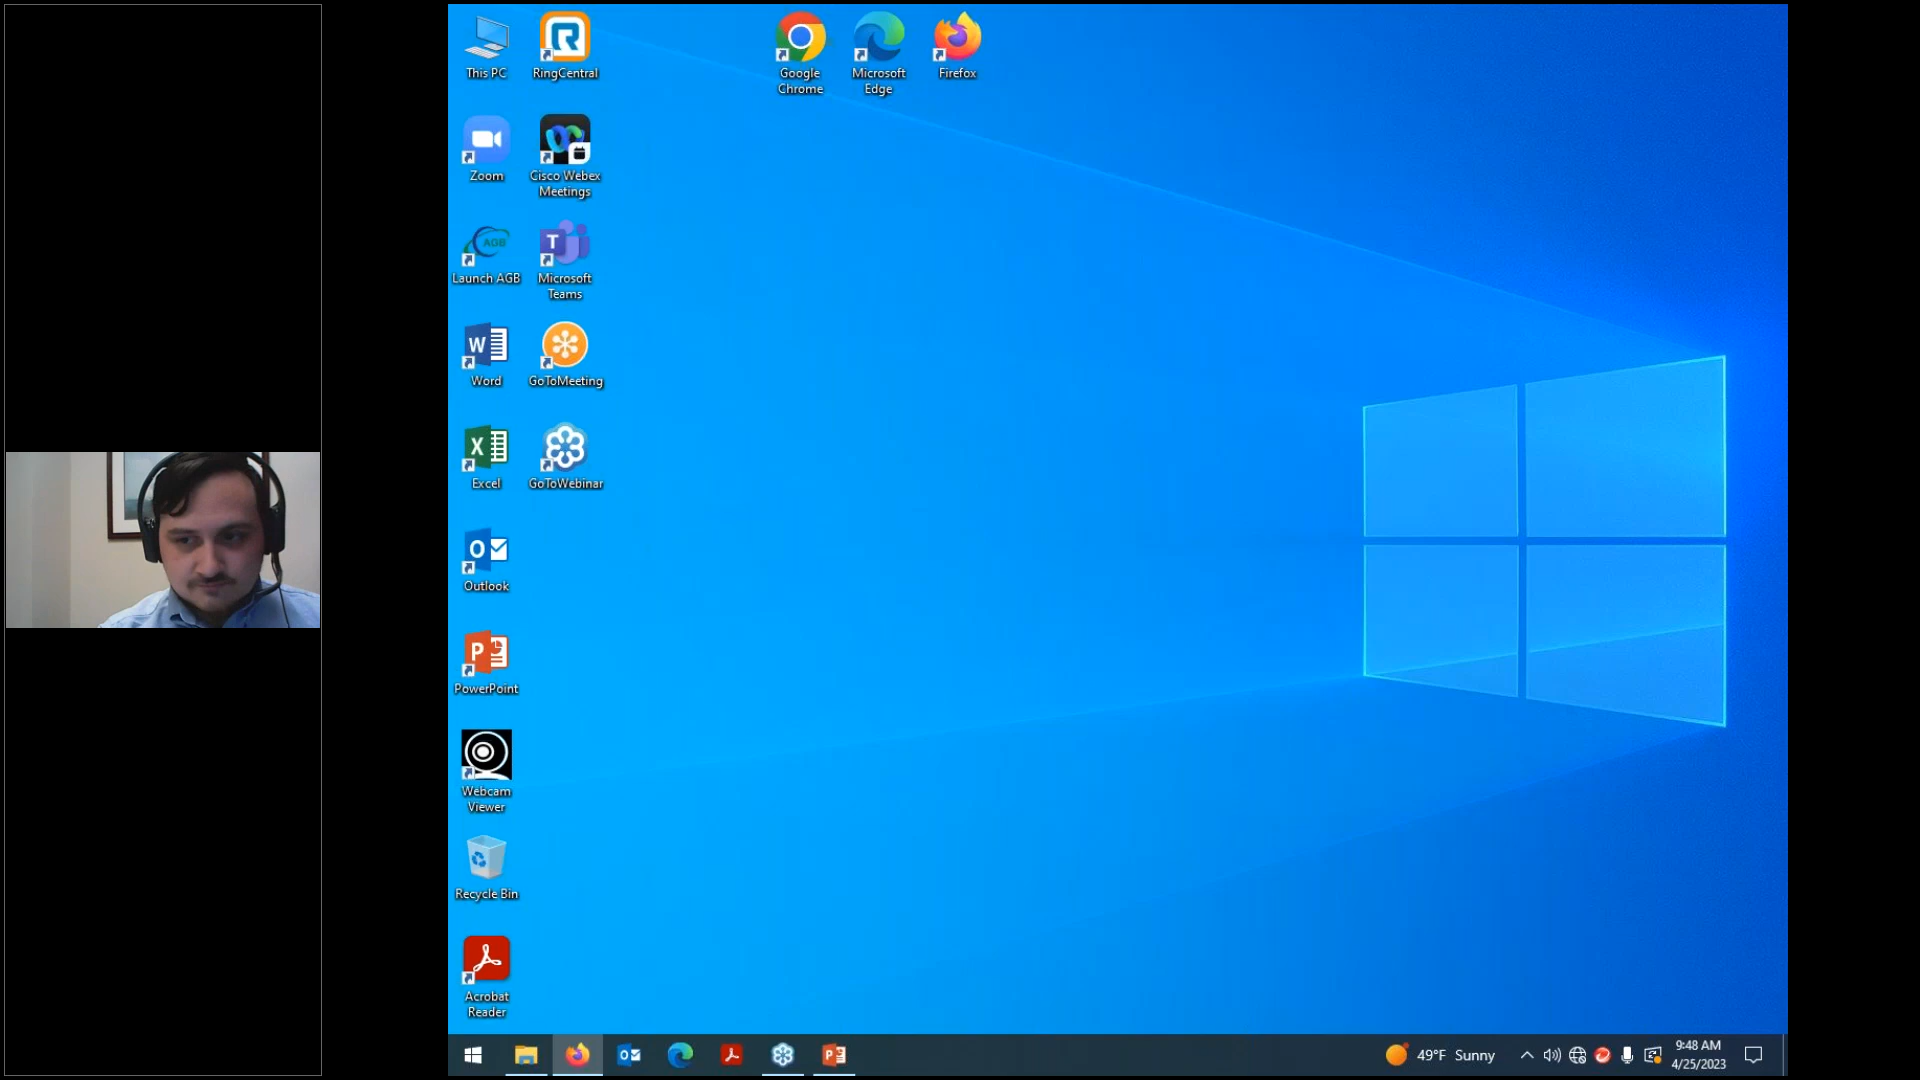 This PC
RingCentral
Google
Chrome
Microsoft
Edge
Firefox
Zoom
Cisco Webex
Meetings
AGB
Launch AGB
T
Microsoft
Teams
W
Word
GoToMeeting
X
Excel
GoToWebinar
O
Outlook
P
PowerPoint
Webcam
Viewer
Recycle Bin
Acrobat
Reader
49°F Sunny
9:48 AM
4/25/2023